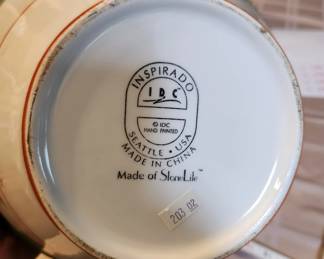 INSPIRADO
IDC
© IDC
HAND PAINTED
SEATTLE • USA
MADE IN CHINA
Made of StoneLite™
203 02